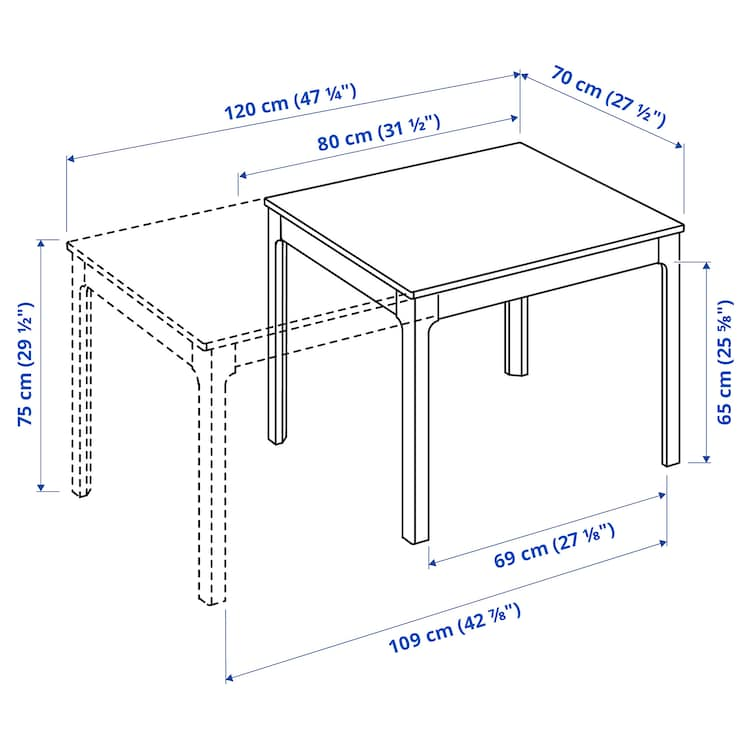 120 cm (47 ¼")
70 cm (27 ½")
80 cm (31 ½")
75 cm (29 ½")
65 cm (25 ⅝")
69 cm (27 ⅛")
109 cm (42 ⅞")